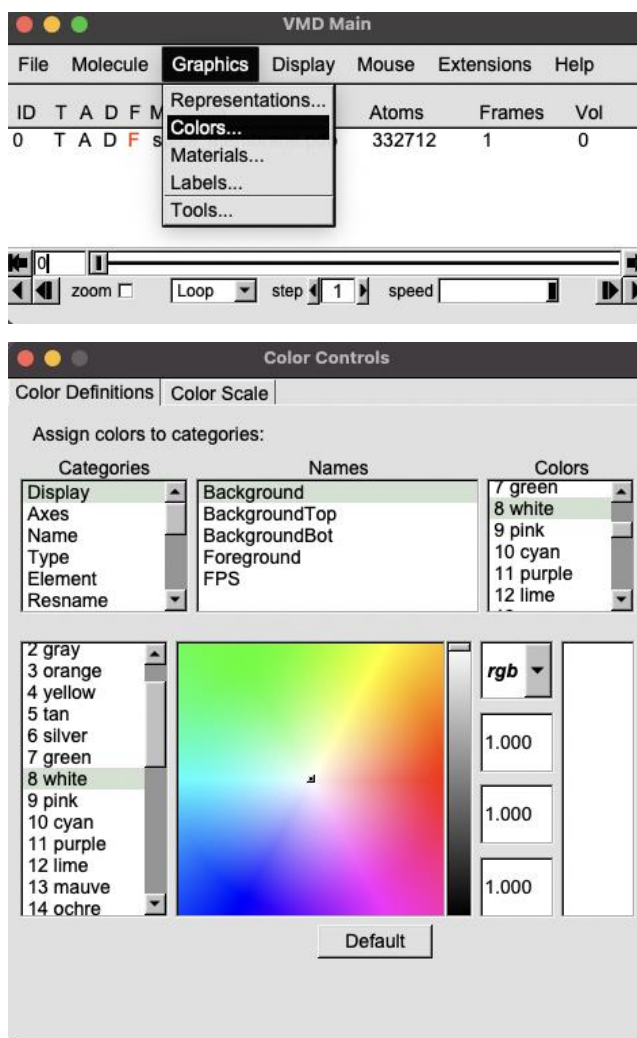 VMD Main
File Molecule Graphics Display Mouse Extensions Help
ID T A D F M Atoms Frames Vol
0 T A D F s 332712 1 0
Representations...
Colors...
Materials...
Labels...
Tools...
0
zoom Loop step 1 speed
Color Controls
Color Definitions Color Scale
Assign colors to categories:
Categories Names Colors
Display Background 7 green
Axes BackgroundTop 8 white
Name BackgroundBot 9 pink
Type Foreground 10 cyan
Element FPS 11 purple
Resname 12 lime
2 gray
3 orange rgb
4 yellow
5 tan
6 silver
7 green 1.000
8 white
9 pink
10 cyan 1.000
11 purple
12 lime
13 mauve 1.000
14 ochre
Default